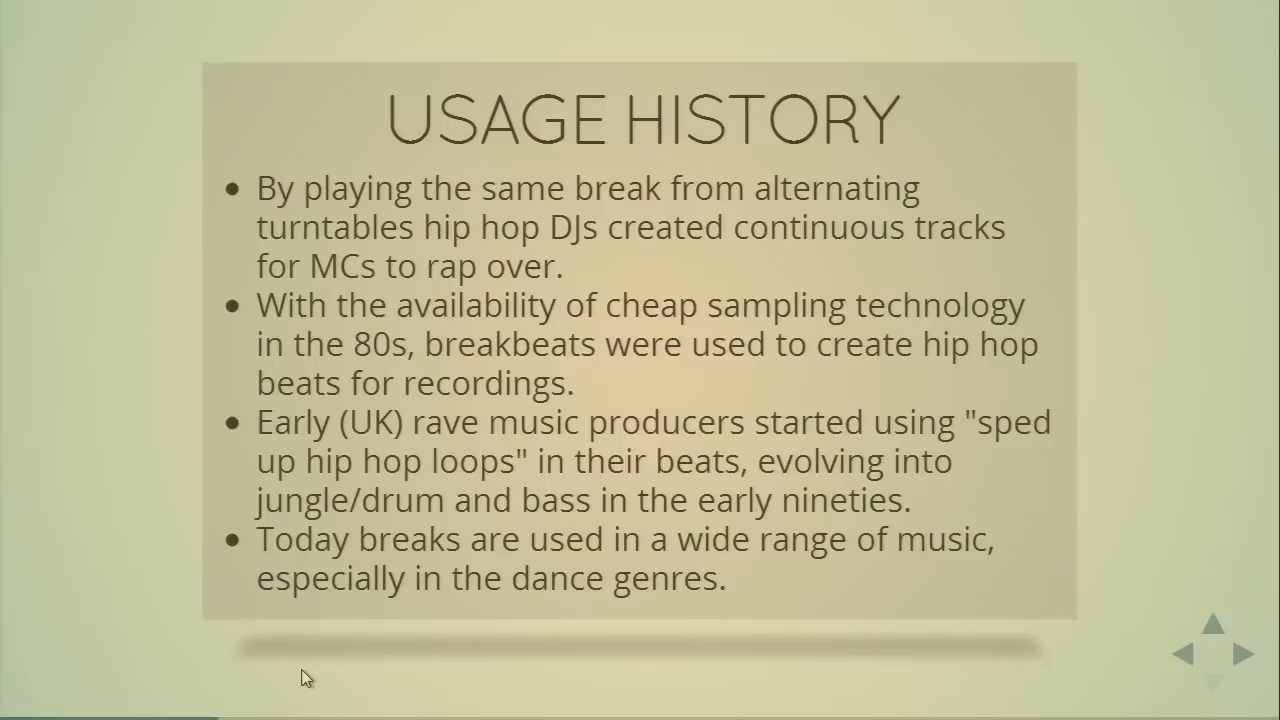 USAGE HISTORY
• By playing the same break from alternating
turntables hip hop DJs created continuous tracks
for MCs to rap over.
• With the availability of cheap sampling technology
in the 80s, breakbeats were used to create hip hop
beats for recordings.
• Early (UK) rave music producers started using "sped
up hip hop loops" in their beats, evolving into
jungle/drum and bass in the early nineties.
• Today breaks are used in a wide range of music,
especially in the dance genres.